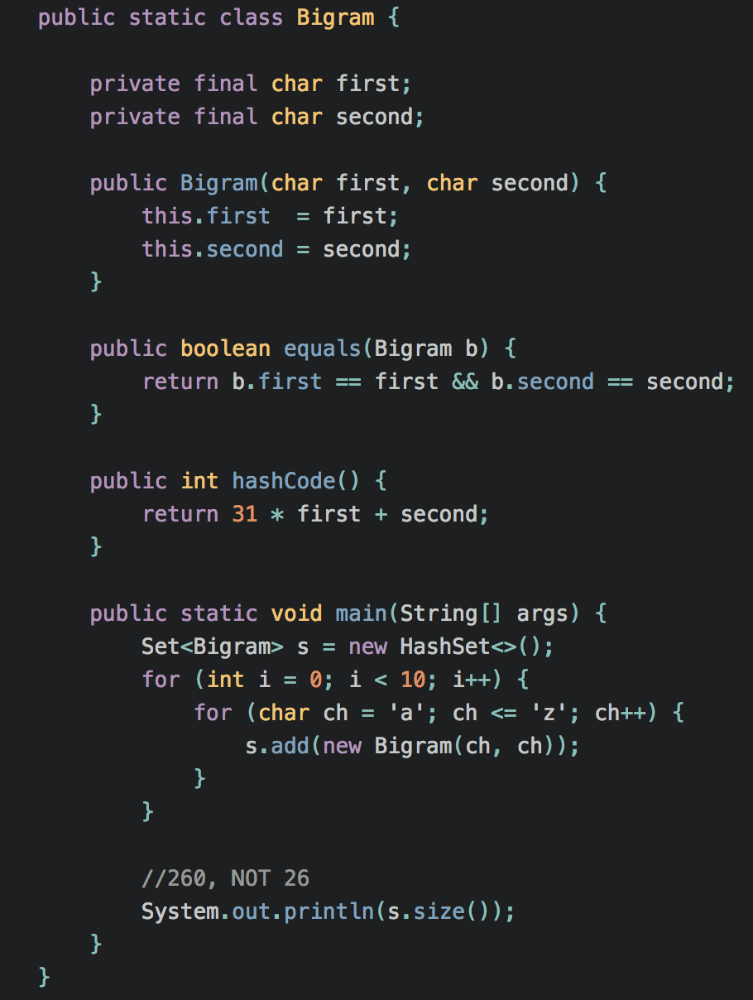 public static class Bigram {
private final char first;
private final char second;
public Bigram(char first, char second) {
this.first  = first;
this.second = second;
}
public boolean equals(Bigram b) {
return b.first == first && b.second == second;
}
public int hashCode() {
return 31 * first + second;
}
public static void main(String[] args) {
Set<Bigram> s = new HashSet<>();
for (int i = 0; i < 10; i++) {
for (char ch = 'a'; ch <= 'z'; ch++) {
s.add(new Bigram(ch, ch));
}
}
//260, NOT 26
System.out.println(s.size());
}
}